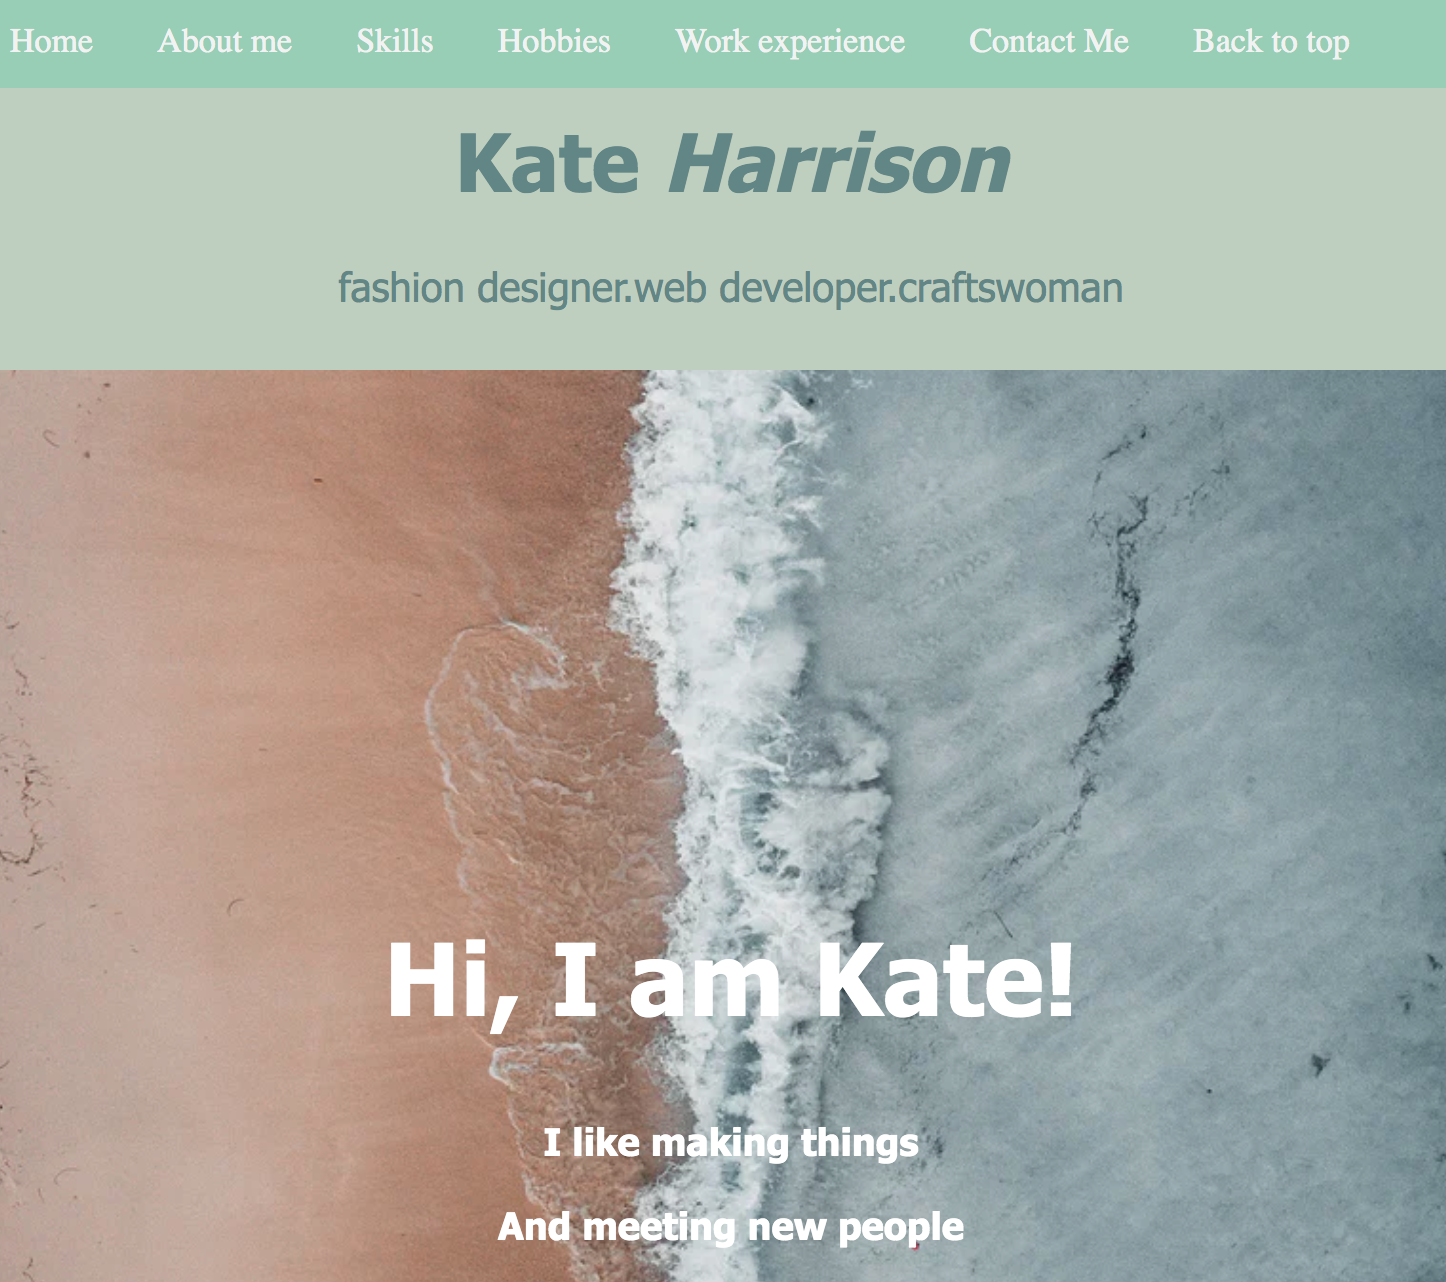 Home About me Skills Hobbies Work experience Contact Me Back to top
Kate Harrison
fashion designer.web developer.craftswoman
Hi, I am Kate!
I like making things
And meeting new people